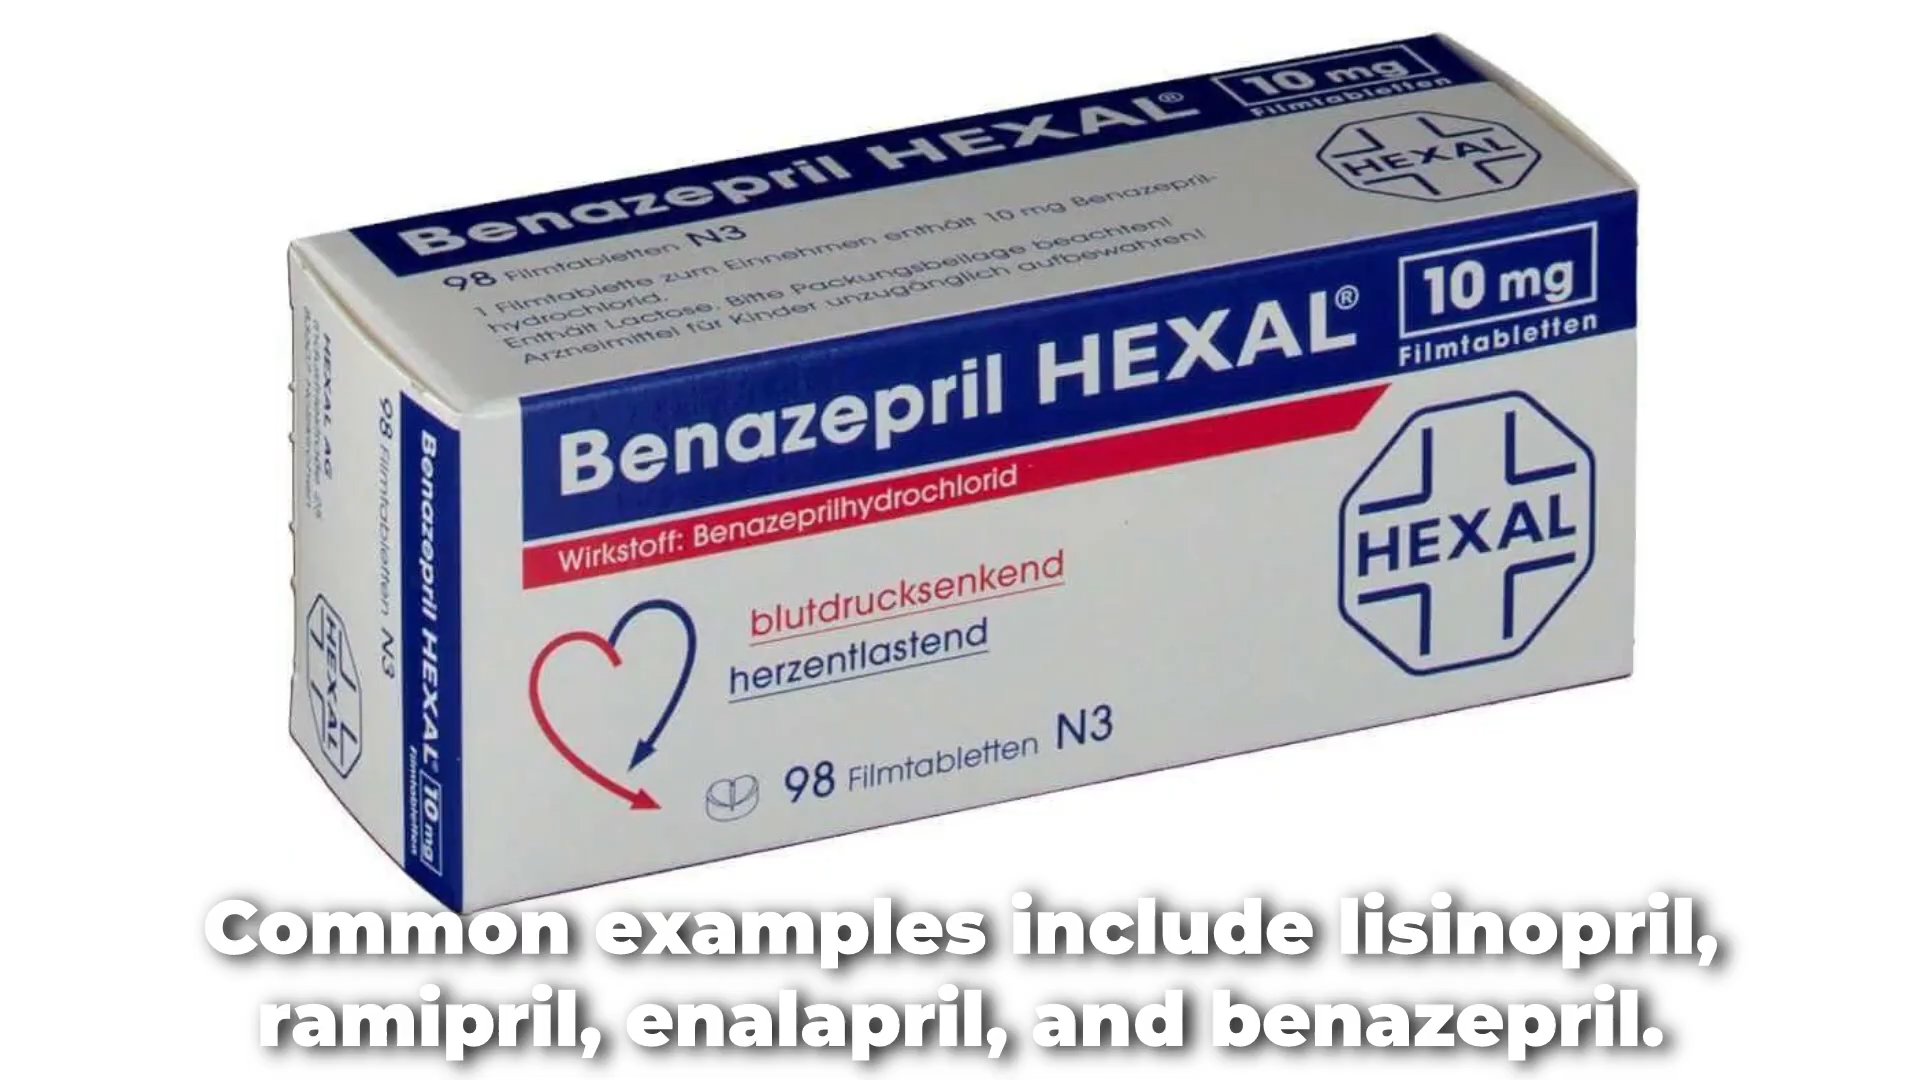 Benazepril HEXAL®
10 mg
Filmtabletten
98 Filmtabletten N3
1 Filmtablette zum Einnehmen enthält 10 mg Benazepril-
hydrochlorid.
Enthält Lactose. Bitte Packungsbeilage beachten!
Arzneimittel für Kinder unzugänglich aufbewahren!
HEXAL
Benazepril HEXAL®
10 mg
Filmtabletten
Wirkstoff: Benazeprilhydrochlorid
blutdrucksenkend
herzentlastend
98 Filmtabletten N3
HEXAL
HEXAL AG
98 Filmtabletten N3
Benazepril HEXAL® 10 mg
Filmtabletten
HEXAL
Common examples include lisinopril,
ramipril, enalapril, and benazepril.